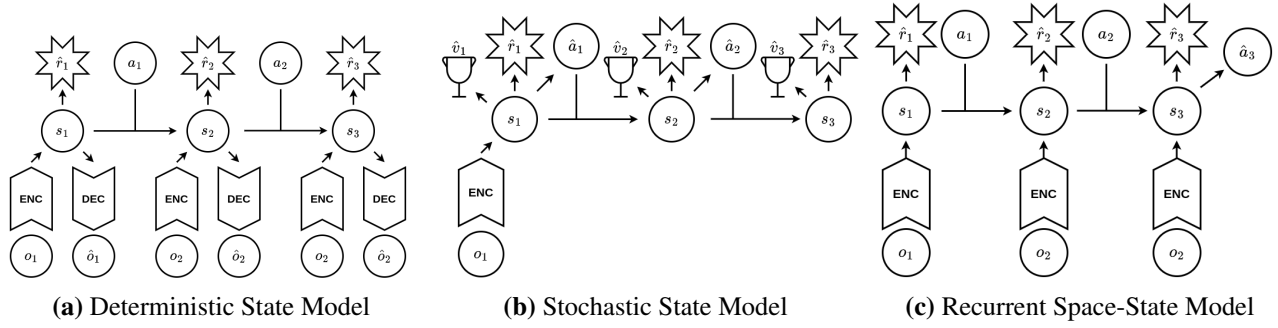 r̂₁ a₁ r̂₂ a₂ r̂₃
s₁ s₂ s₃
ENC DEC ENC DEC ENC DEC
o₁ ô₁ o₂ ô₂ o₂ ô₂
(a) Deterministic State Model
v̂₁ r̂₁ â₁ v̂₂ r̂₂ â₂ v̂₃ r̂₃
s₁ s₂ s₃
ENC
o₁
(b) Stochastic State Model
r̂₁ a₁ r̂₂ a₂ r̂₃ â₃
s₁ s₂ s₃
ENC ENC ENC
o₁ o₂ o₂
(c) Recurrent Space-State Model